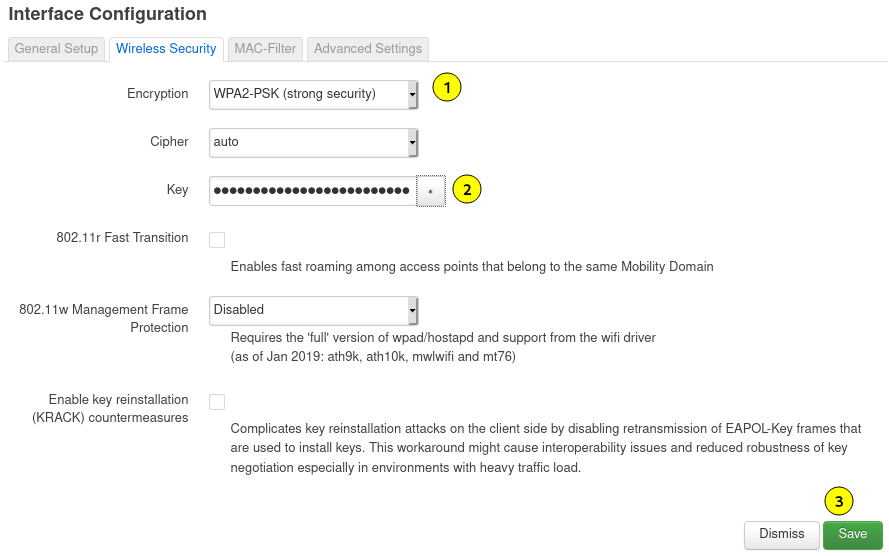 Interface Configuration
General Setup Wireless Security MAC-Filter Advanced Settings
Encryption WPA2-PSK (strong security) 1
Cipher auto
Key ●●●●●●●●●●●●●●●●●●●●●●●●● * 2
802.11r Fast Transition
Enables fast roaming among access points that belong to the same Mobility Domain
802.11w Management Frame Disabled
Protection
Requires the 'full' version of wpad/hostapd and support from the wifi driver
(as of Jan 2019: ath9k, ath10k, mwlwifi and mt76)
Enable key reinstallation
(KRACK) countermeasures
Complicates key reinstallation attacks on the client side by disabling retransmission of EAPOL-Key frames that
are used to install keys. This workaround might cause interoperability issues and reduced robustness of key
negotiation especially in environments with heavy traffic load.
3
Dismiss Save